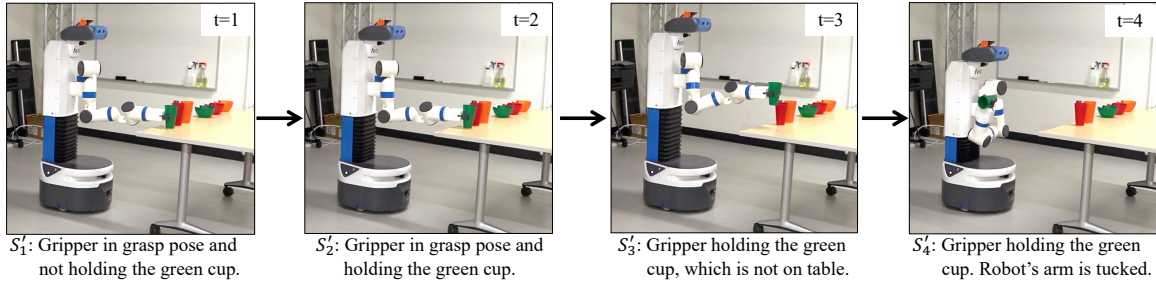 t=1
t=2
t=3
t=4
S′₁: Gripper in grasp pose and
not holding the green cup.
S′₂: Gripper in grasp pose and
holding the green cup.
S′₃: Gripper holding the green
cup, which is not on table.
S′₄: Gripper holding the green
cup. Robot's arm is tucked.